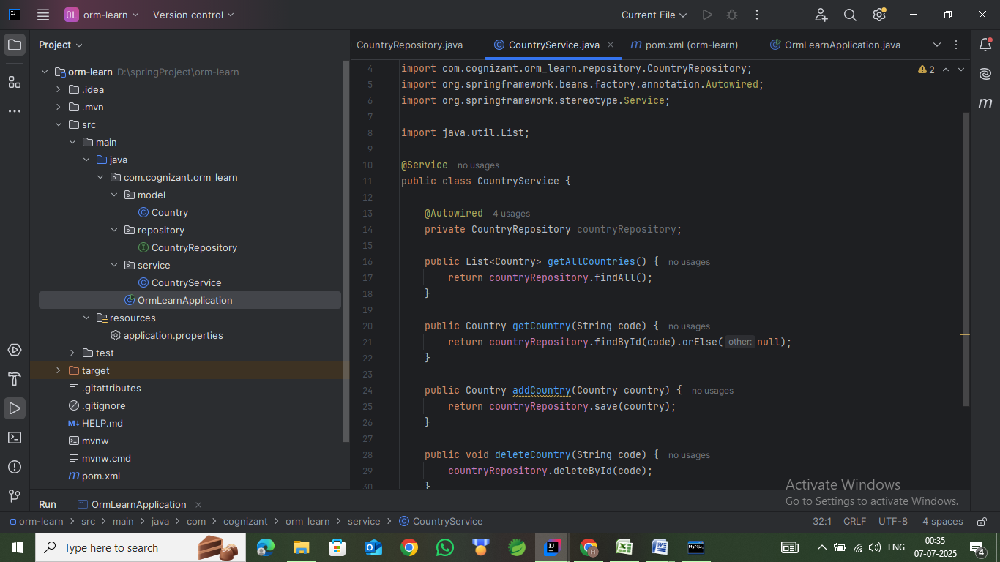 OL orm-learn Version control Current File
Project
CountryRepository.java CountryService.java pom.xml (orm-learn) OrmLearnApplication.java
orm-learn D:\springProject\orm-learn
.idea
.mvn
src
main
java
com.cognizant.orm_learn
model
Country
repository
CountryRepository
service
CountryService
OrmLearnApplication
resources
application.properties
test
target
.gitattributes
.gitignore
HELP.md
mvnw
mvnw.cmd
pom.xml
4 import com.cognizant.orm_learn.repository.CountryRepository; 2
5 import org.springframework.beans.factory.annotation.Autowired;
6 import org.springframework.stereotype.Service;
7
8 import java.util.List;
9
10 @Service no usages
11 public class CountryService {
12
13 @Autowired 4 usages
14 private CountryRepository countryRepository;
15
16 public List<Country> getAllCountries() { no usages
17 return countryRepository.findAll();
18 }
19
20 public Country getCountry(String code) { no usages
21 return countryRepository.findById(code).orElse( other: null);
22 }
23
24 public Country addCountry(Country country) { no usages
25 return countryRepository.save(country);
26 }
27
28 public void deleteCountry(String code) { no usages
29 countryRepository.deleteById(code);
30 }
Activate Windows
Go to Settings to activate Windows.
Run OrmLearnApplication
orm-learn > src > main > java > com > cognizant > orm_learn > service > CountryService 32:1 CRLF UTF-8 4 spaces
Type here to search
ENG
00:35
07-07-2025
4